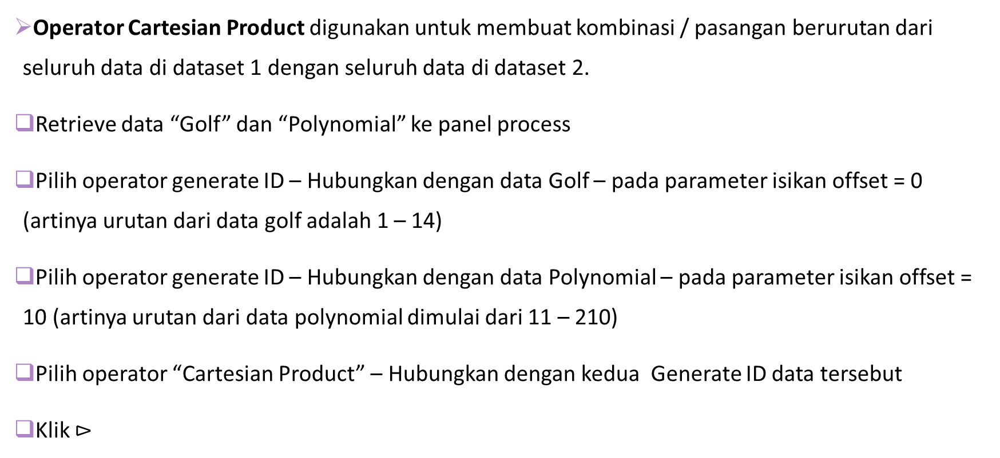 ➢Operator Cartesian Product digunakan untuk membuat kombinasi / pasangan berurutan dari
seluruh data di dataset 1 dengan seluruh data di dataset 2.
❑Retrieve data “Golf” dan “Polynomial” ke panel process
❑Pilih operator generate ID – Hubungkan dengan data Golf – pada parameter isikan offset = 0
(artinya urutan dari data golf adalah 1 – 14)
❑Pilih operator generate ID – Hubungkan dengan data Polynomial – pada parameter isikan offset =
10 (artinya urutan dari data polynomial dimulai dari 11 – 210)
❑Pilih operator “Cartesian Product” – Hubungkan dengan kedua  Generate ID data tersebut
❑Klik ⊳